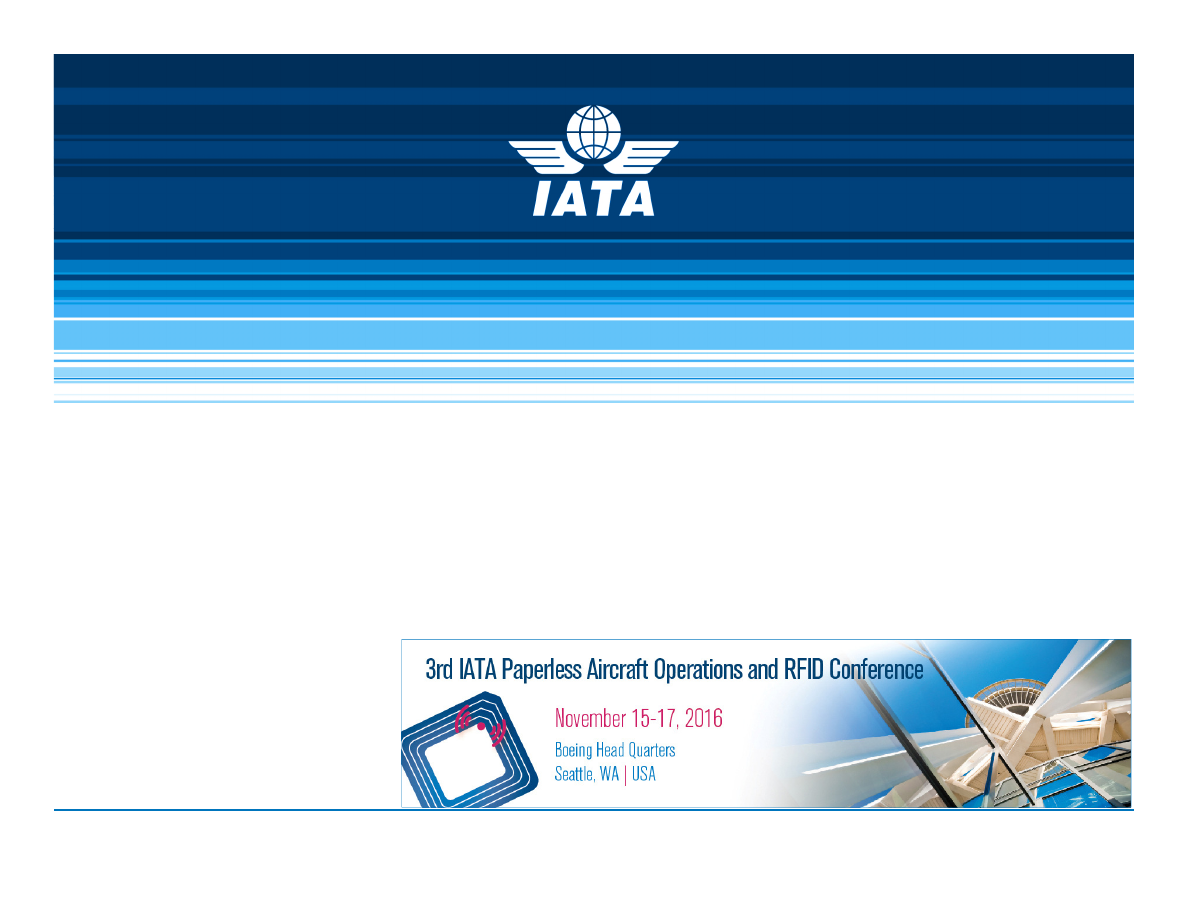 IATA
3rd IATA Paperless Aircraft Operations and RFID Conference
November 15-17, 2016
Boeing Head Quarters
Seattle, WA | USA